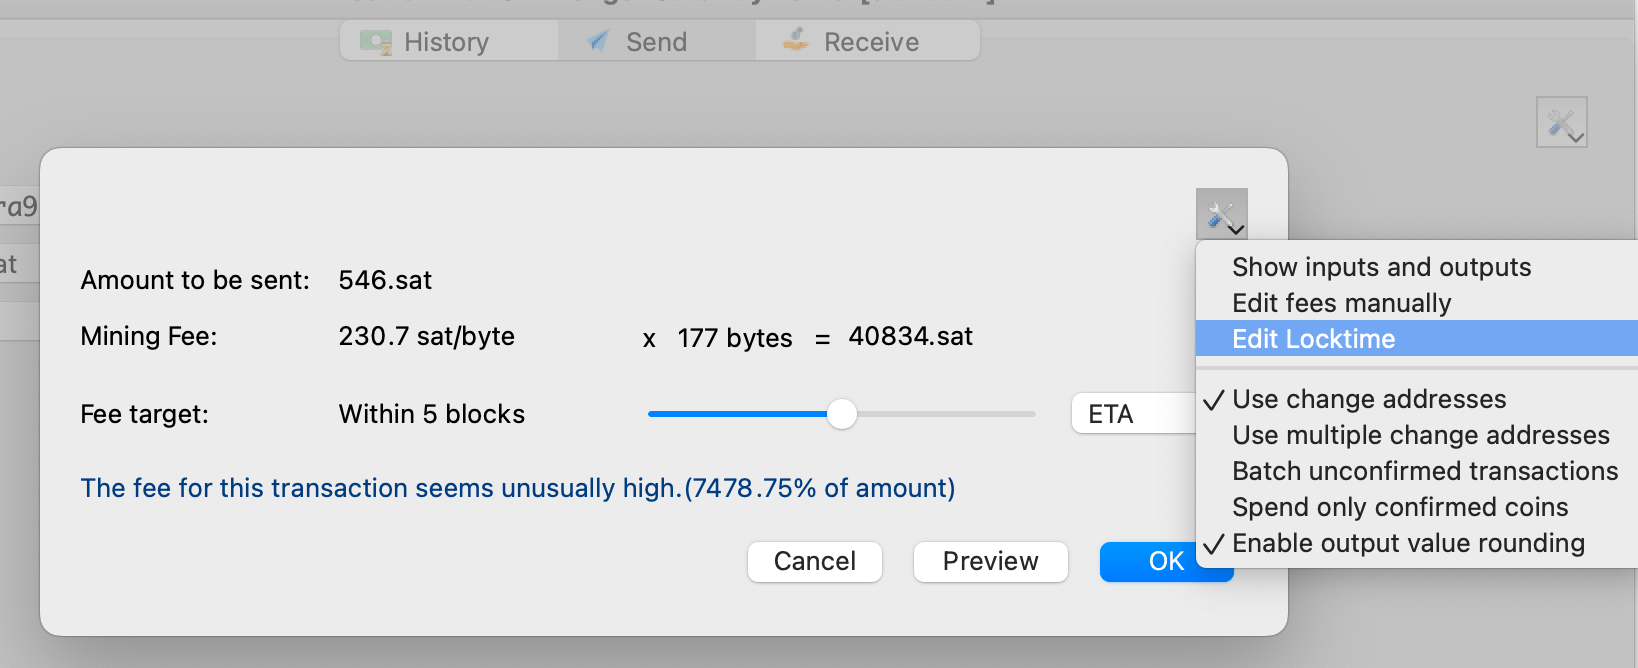 History
Send
Receive
ra9
at
Amount to be sent: 546.sat
Mining Fee: 230.7 sat/byte x 177 bytes = 40834.sat
Fee target: Within 5 blocks ETA
The fee for this transaction seems unusually high.(7478.75% of amount)
Cancel
Preview
OK
Show inputs and outputs
Edit fees manually
Edit Locktime
✓ Use change addresses
Use multiple change addresses
Batch unconfirmed transactions
Spend only confirmed coins
✓ Enable output value rounding